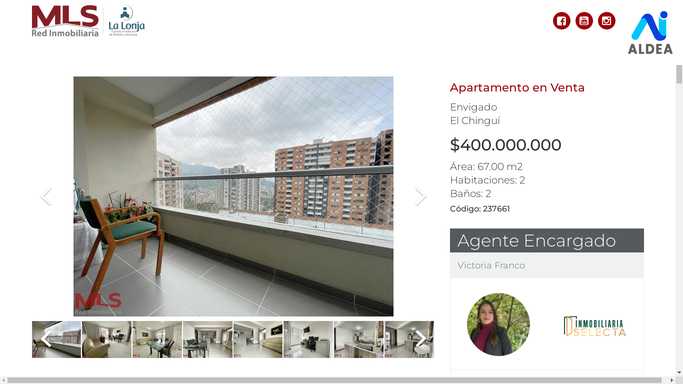 MLS
Red Inmobiliaria
La Lonja
ALDEA
Apartamento en Venta
Envigado
El Chinguí
$400.000.000
Área: 67.00 m2
Habitaciones: 2
Baños: 2
Código: 237661
MLS
Agente Encargado
Victoria Franco
INMOBILIARIA
SELECTA